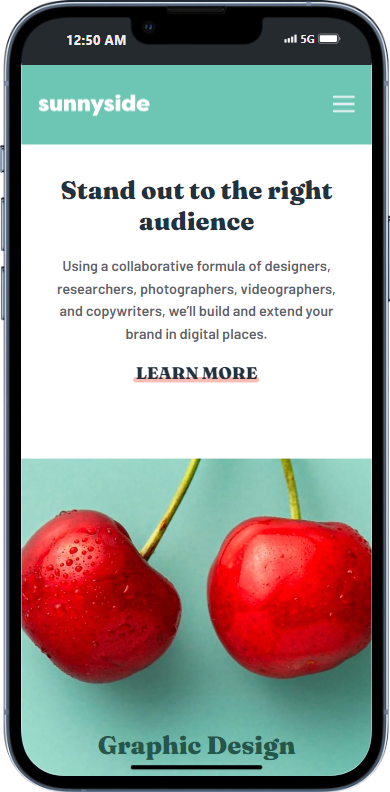 12:50 AM 5G
sunnyside
Stand out to the right
audience
Using a collaborative formula of designers,
researchers, photographers, videographers,
and copywriters, we’ll build and extend your
brand in digital places.
LEARN MORE
Graphic Design